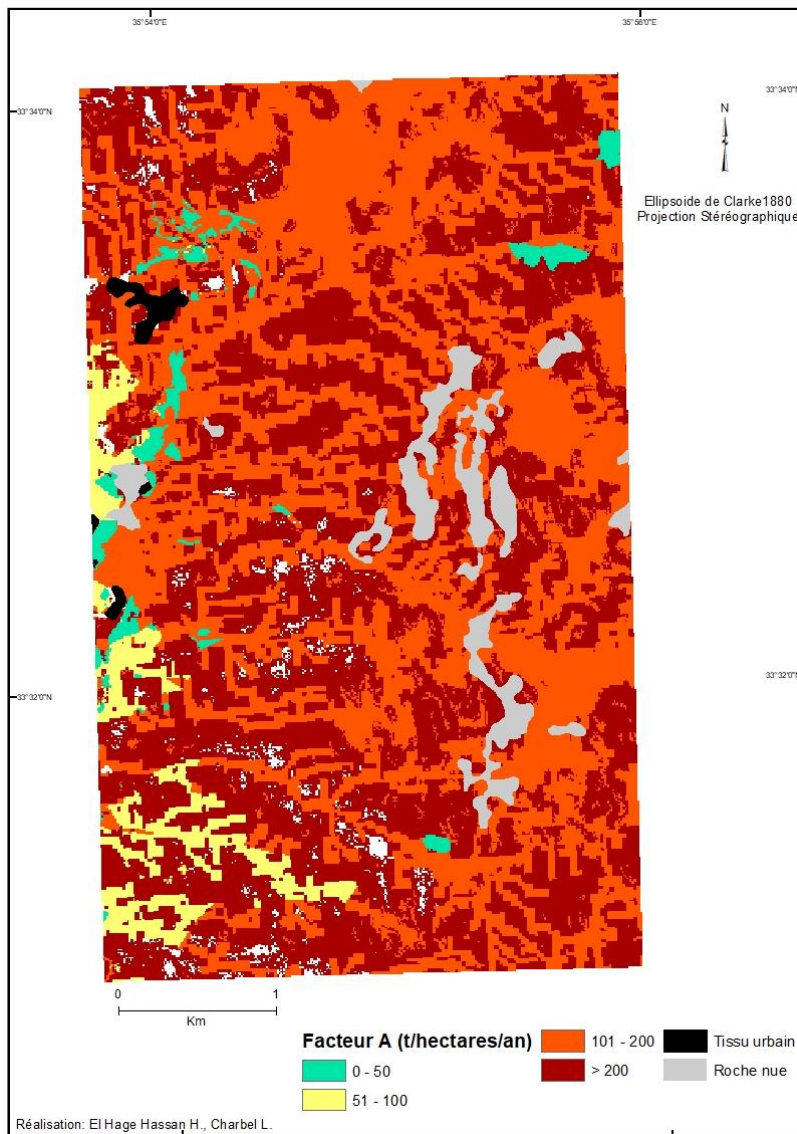 35°54'0"E
35°56'0"E
33°34'0"N
33°34'0"N
N
Ellipsoide de Clarke1880
Projection Stéréographique
33°32'0"N
33°32'0"N
0 1
Km
Facteur A (t/hectares/an)
0 - 50
51 - 100
101 - 200
> 200
Tissu urbain
Roche nue
Réalisation: El Hage Hassan H., Charbel L.